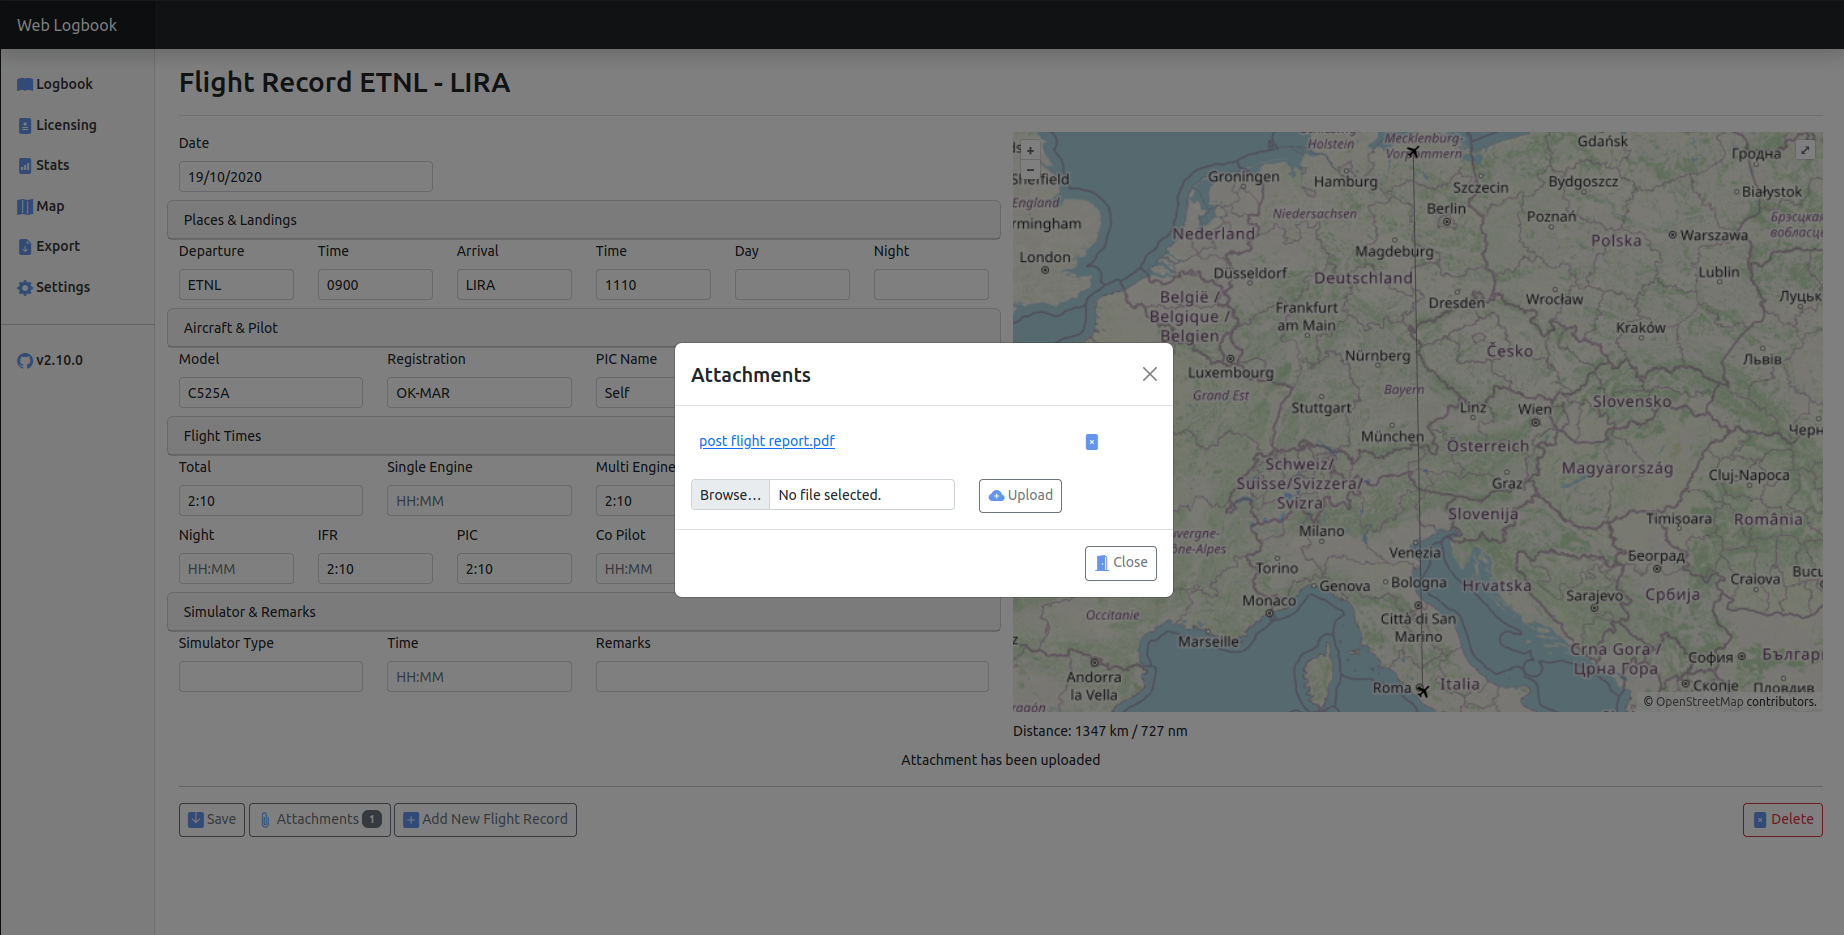 Web Logbook
Logbook
Licensing
Stats
Map
Export
Settings
v2.10.0
Flight Record ETNL - LIRA
Date
19/10/2020
Places & Landings
Departure Time Arrival Time Day Night
ETNL 0900 LIRA 1110
Aircraft & Pilot
Model Registration PIC Name
C525A OK-MAR Self
Flight Times
Total Single Engine Multi Engine
2:10 HH:MM 2:10
Night IFR PIC Co Pilot
HH:MM 2:10 2:10 HH:MM
Simulator & Remarks
Simulator Type Time Remarks
HH:MM
Attachments
post flight report.pdf
Browse... No file selected. Upload
Close
+
−
Holstein
Mecklenburg-
Vorpommern
Gdańsk
Гродна
Sheffield
Groningen
Hamburg
Szczecin
Bydgoszcz
Białystok
England
rmingham
Niedersachsen
Berlin
Poznań
Nederland
Polska
Warszawa
London
Magdeburg
Düsseldorf
Deutschland
Lublin
België /
Belgique /
Belgien
Frankfurt
am Main
Dresden
Wrocław
Луцьк
Kraków
Nürnberg
Česko
Львів
Luxembourg
Grand Est
Bayern
Stuttgart
Linz
Wien
Slovensko
München
Österreich
Schweiz/
Suisse/Svizzera/
Svizra
Graz
Magyarország
Cluj-Napoca
Milano
Slovenija
Timișoara
România
Venezia
Torino
Београд
Genova
Bologna
Hrvatska
Craiova
Monaco
Sarajevo
Србија
Occitanie
Città di San
Marino
Marseille
Crna Gora /
Црна Гора
София
Andorra
la Vella
Roma
Italia
Скопје
Пловдив
© OpenStreetMap contributors.
Distance: 1347 km / 727 nm
Attachment has been uploaded
Save Attachments 1 Add New Flight Record Delete